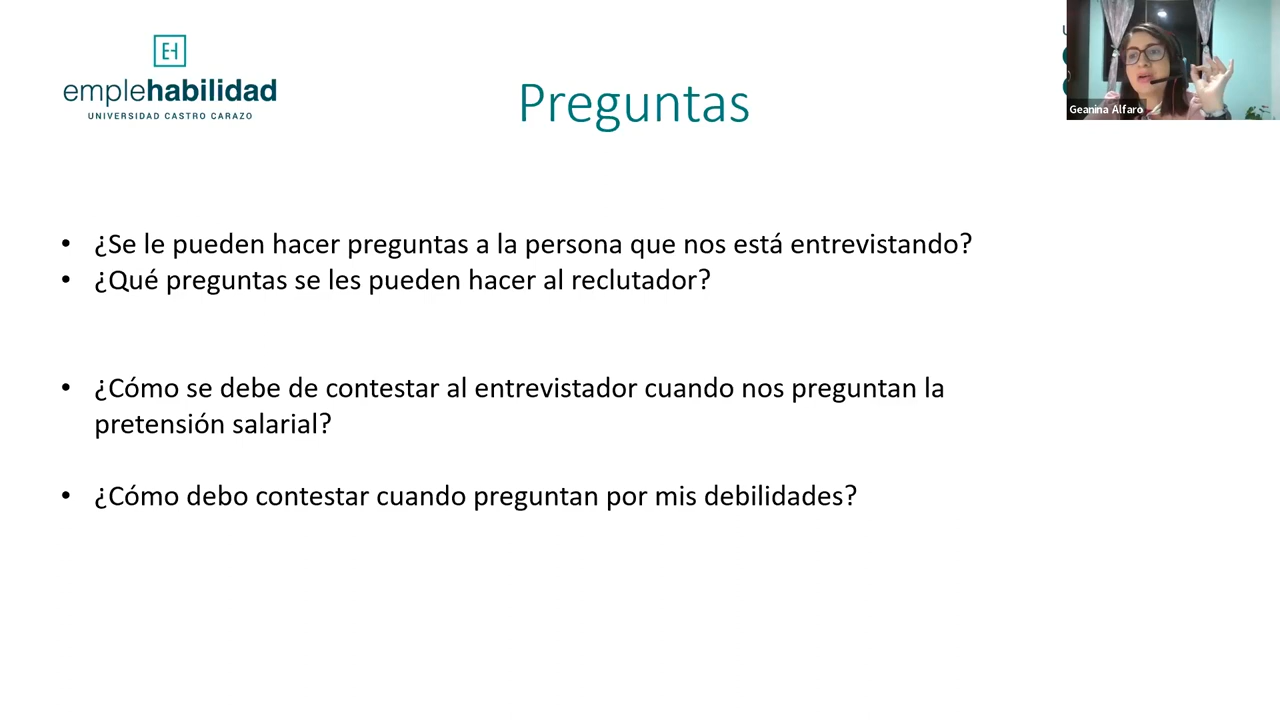 EH
emplehabilidad
UNIVERSIDAD CASTRO CARAZO
Preguntas
Geanina Alfaro
• ¿Se le pueden hacer preguntas a la persona que nos está entrevistando?
• ¿Qué preguntas se les pueden hacer al reclutador?
• ¿Cómo se debe de contestar al entrevistador cuando nos preguntan la
pretensión salarial?
• ¿Cómo debo contestar cuando preguntan por mis debilidades?